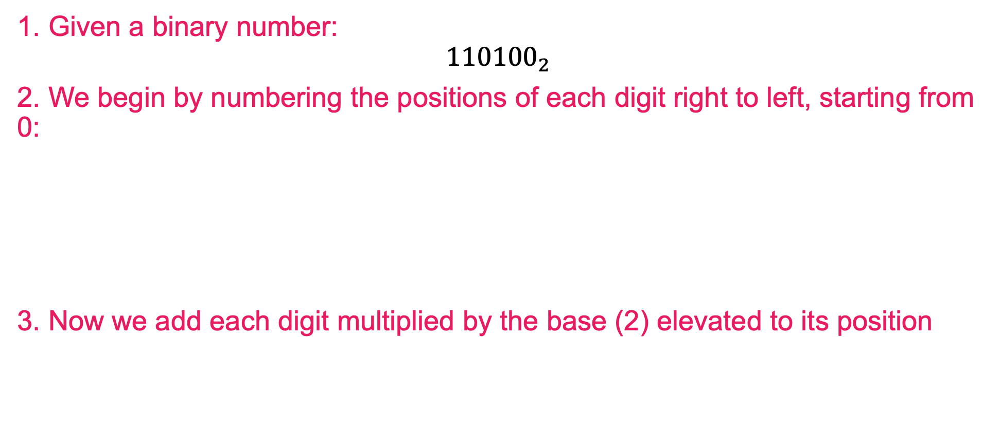 1. Given a binary number:
110100₂
2. We begin by numbering the positions of each digit right to left, starting from
0:
3. Now we add each digit multiplied by the base (2) elevated to its position